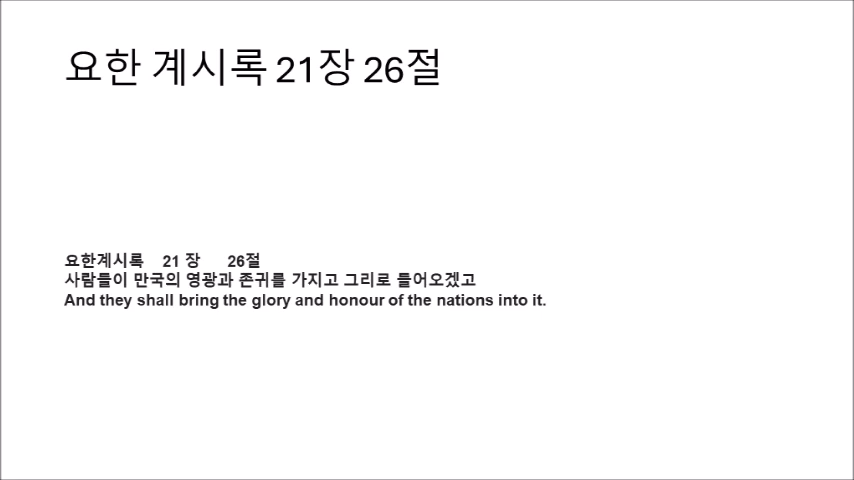 요한 계시록 21장 26절
요한계시록 21 장 26절
사람들이 만국의 영광과 존귀를 가지고 그리로 들어오겠고
And they shall bring the glory and honour of the nations into it.